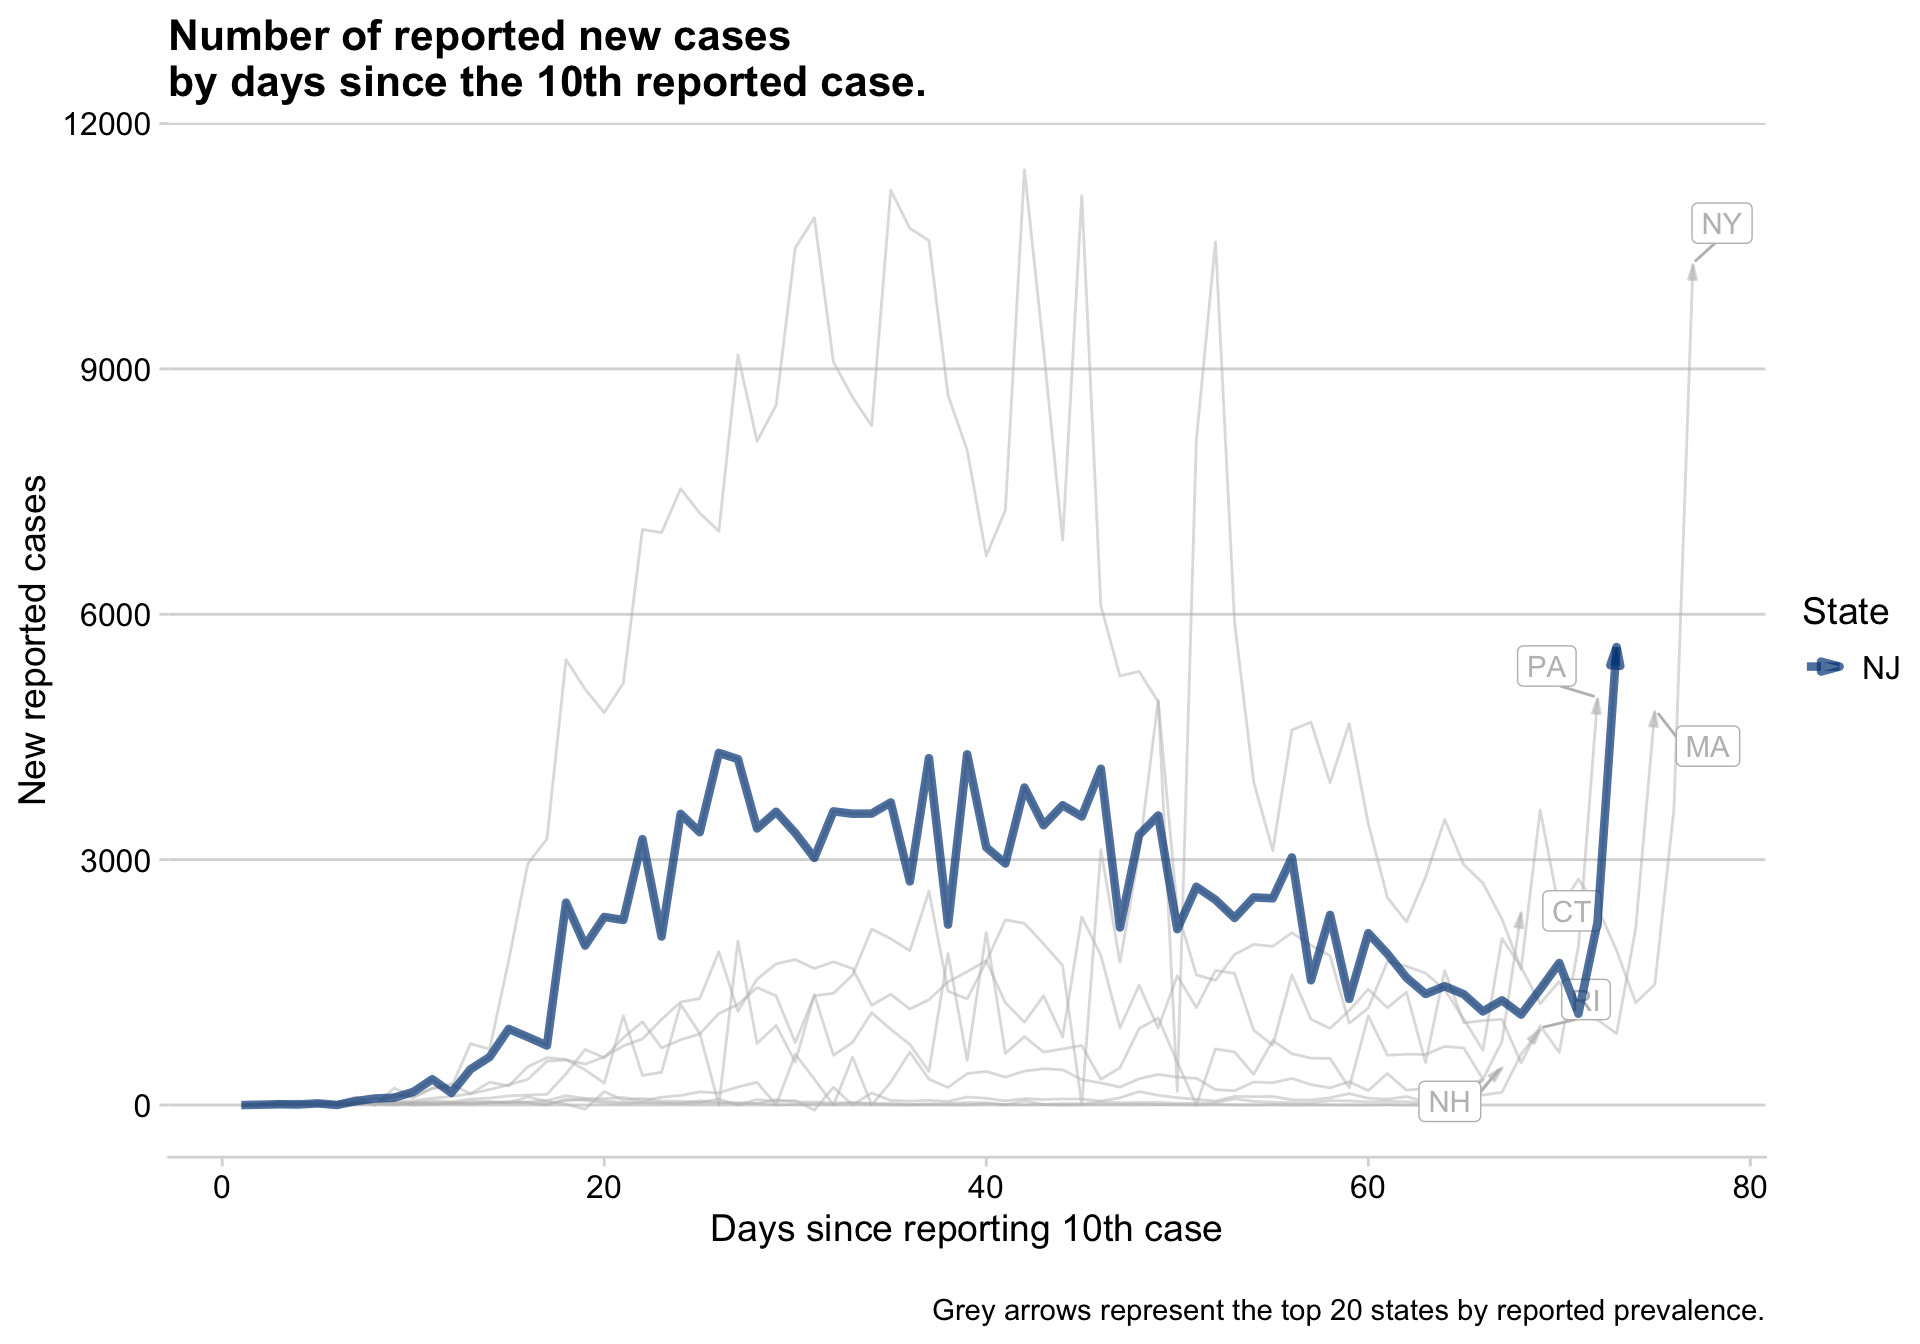 Number of reported new cases
by days since the 10th reported case.
12000
9000
6000
3000
0
New reported cases
NY
PA
MA
CT
RI
NH
State
NJ
0
20
40
60
80
Days since reporting 10th case
Grey arrows represent the top 20 states by reported prevalence.